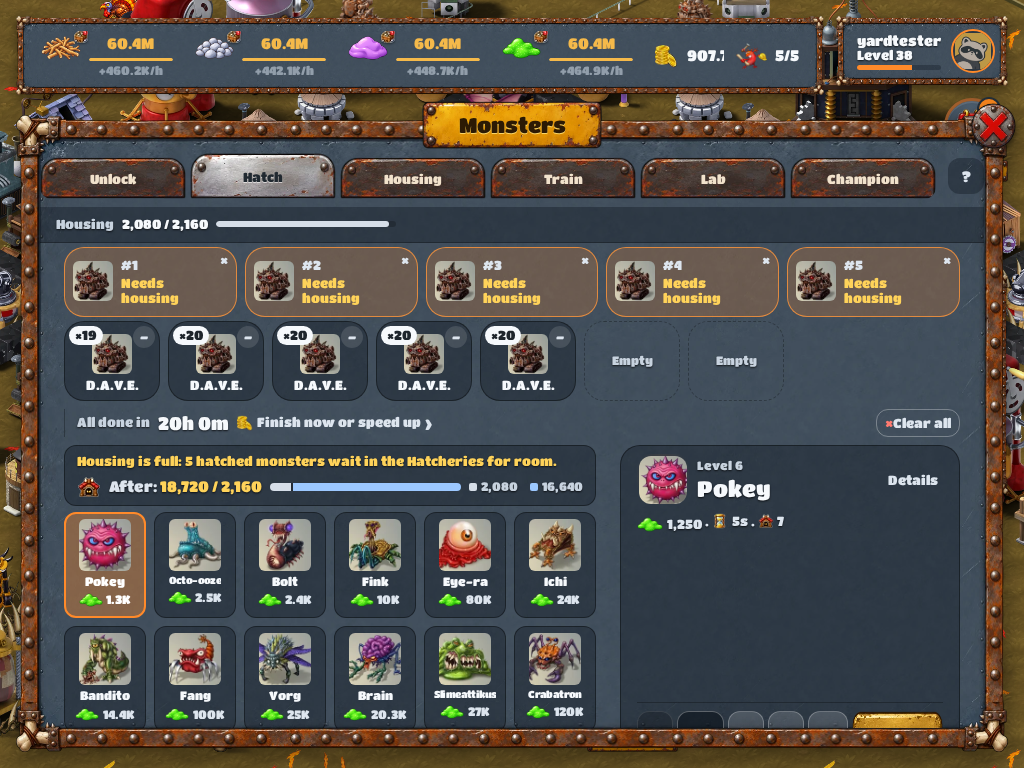 60.4M 60.4M 60.4M 60.4M
+460.2K/h +442.1K/h +448.7K/h +464.9K/h
5/5
yardtester
Level 38
Monsters
Unlock Hatch Housing Train Lab Champion ?
Housing 2,080 / 2,160
#1 Needs housing
#2 Needs housing
#3 Needs housing
#4 Needs housing
#5 Needs housing
×19 ×20 ×20 ×20 ×20
D.A.V.E. D.A.V.E. D.A.V.E. D.A.V.E. D.A.V.E. Empty Empty
All done in 20h 0m Finish now or speed up ❯ ×Clear all
Housing is full: 5 hatched monsters wait in the Hatcheries for room.
After: 18,720 / 2,160 2,080 16,640
Level 6
Pokey
Details
1,250 · 5s · 7
Pokey Octo-ooze Bolt Fink Eye-ra Ichi
1.3K 2.5K 2.4K 10K 80K 24K
Bandito Fang Vorg Brain Slimeattikus Crabatron
14.4K 100K 25K 20.3K 27K 120K